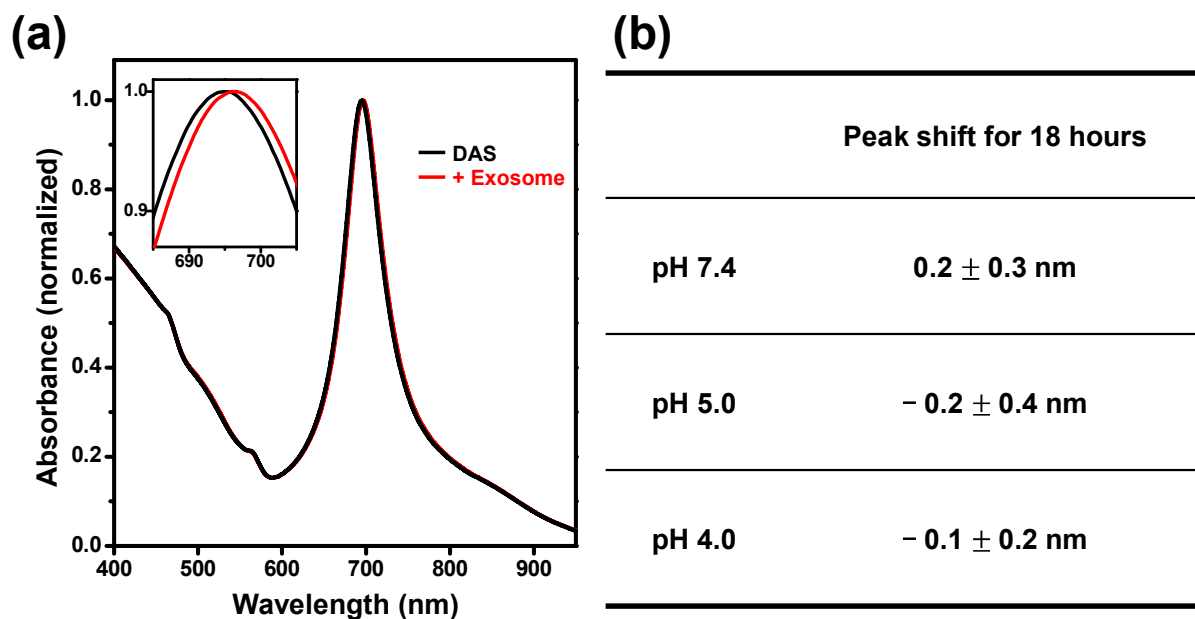 (a)
Absorbance (normalized)
1.0
0.8
0.6
0.4
0.2
0.0
400 500 600 700 800 900
Wavelength (nm)
1.0
0.9
690 700
DAS
+ Exosome
(b)
Peak shift for 18 hours
pH 7.4 0.2 ± 0.3 nm
pH 5.0 − 0.2 ± 0.4 nm
pH 4.0 − 0.1 ± 0.2 nm